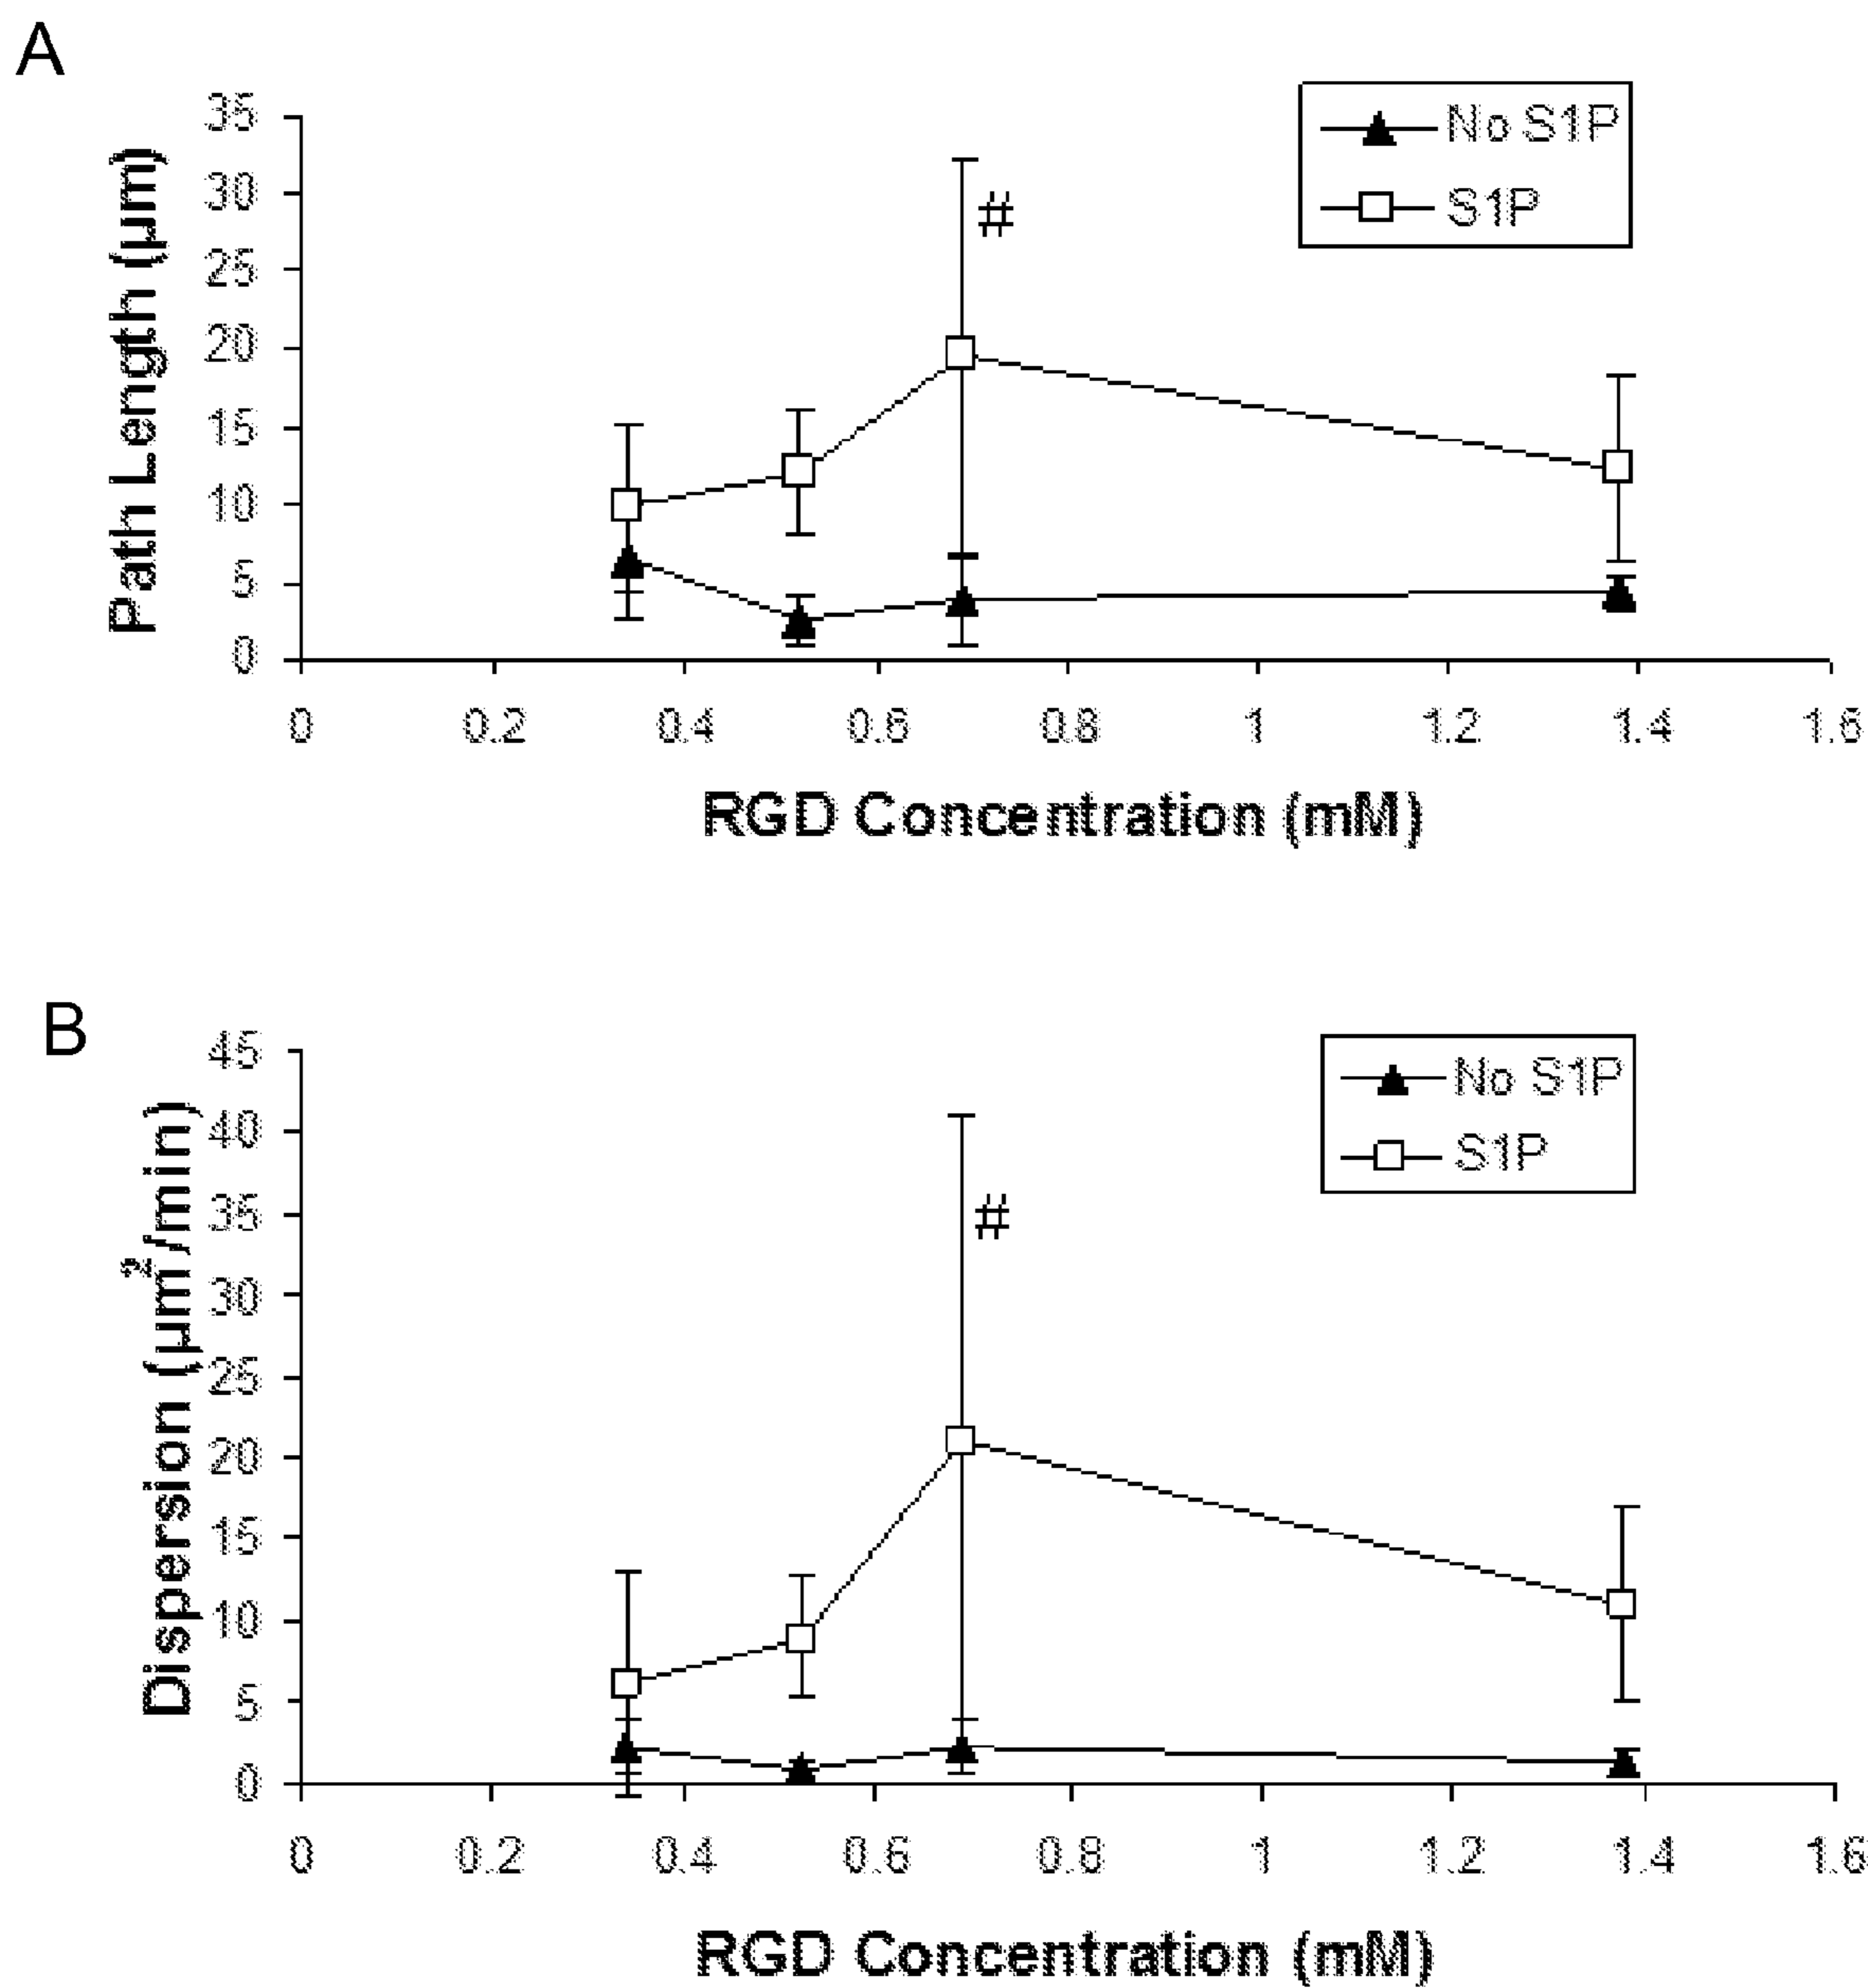 A
Path Length (µm)
35
30
25
20
15
10
5
0
No S1P
S1P
#
0 0.2 0.4 0.6 0.8 1 1.2 1.4 1.6
RGD Concentration (mM)
B
Dispersion (µm²/min)
45
40
35
30
25
20
15
10
5
0
No S1P
S1P
#
0 0.2 0.4 0.6 0.8 1 1.2 1.4 1.6
RGD Concentration (mM)